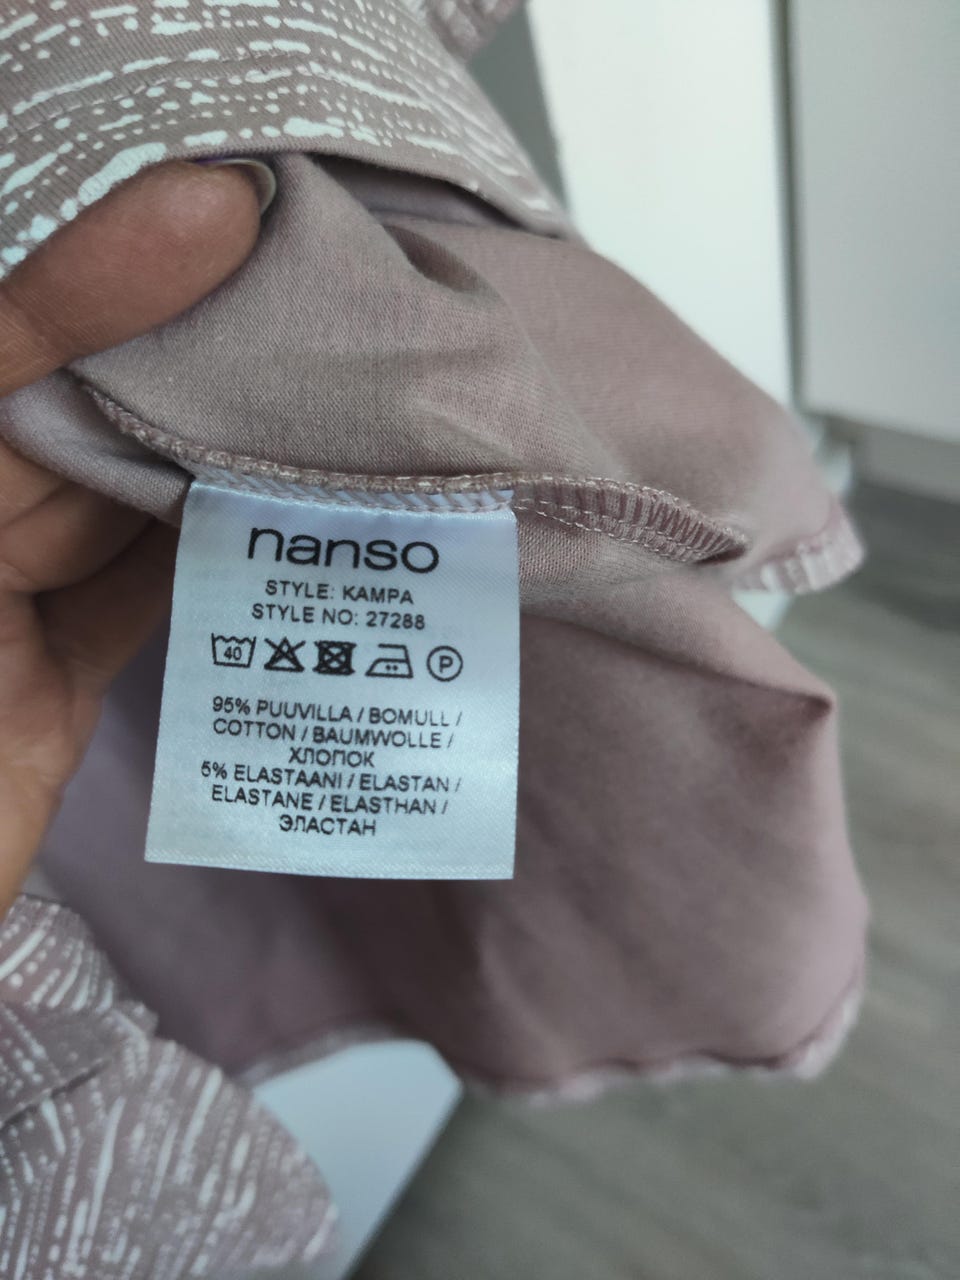 nanso
STYLE: KAMPA
STYLE NO: 27288
40 P
95% PUUVILLA / BOMULL /
COTTON / BAUMWOLLE /
ХЛОПОК
5% ELASTAANI / ELASTAN /
ELASTANE / ELASTHAN /
ЭЛАСТАН